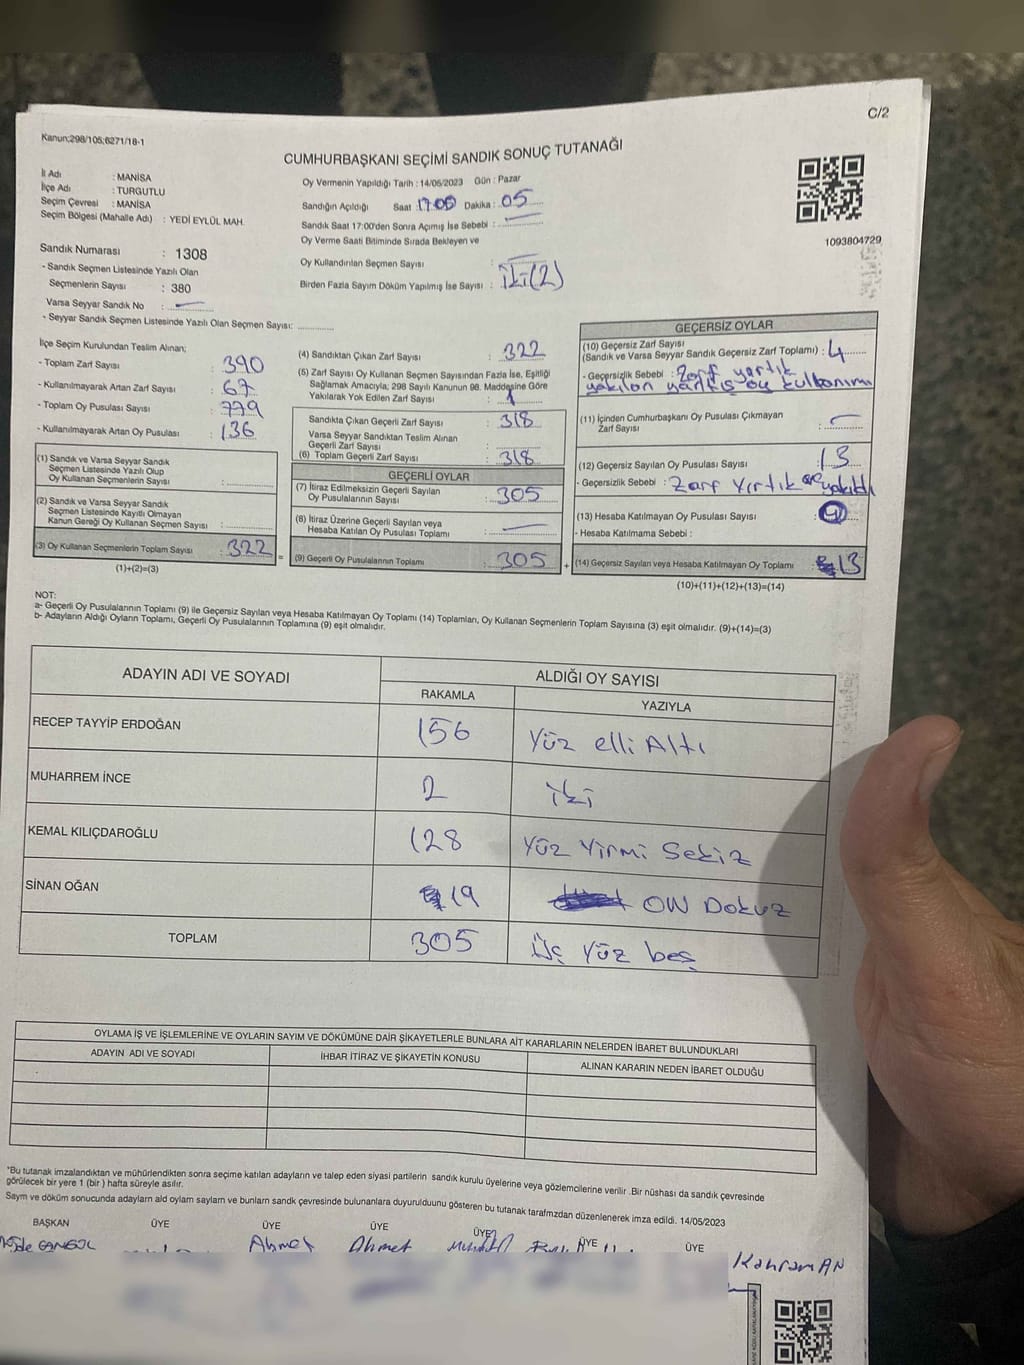 C/2
Kanun:298/105;6271/18-1
CUMHURBAŞKANI SEÇİMİ SANDIK SONUÇ TUTANAĞI
İl Adı : MANİSA
İlçe Adı : TURGUTLU
Seçim Çevresi : MANİSA
Seçim Bölgesi (Mahalle Adı) : YEDİ EYLÜL MAH.
Sandık Numarası : 1308
- Sandık Seçmen Listesinde Yazılı Olan
Seçmenlerin Sayısı : 380
Varsa Seyyar Sandık No :
- Seyyar Sandık Seçmen Listesinde Yazılı Olan Seçmen Sayısı:
Oy Vermenin Yapıldığı Tarih : 14/05/2023 Gün : Pazar
Sandığın Açıldığı Saat : 17:00 Dakika : 05
Sandık Saat 17:00'den Sonra Açımış İse Sebebi :
Oy Verme Saati Bitiminde Sırada Bekleyen ve
Oy Kullandırılan Seçmen Sayısı :
Birden Fazla Sayım Döküm Yapılmış İse Sayısı : iki(2)
1093804729
İlçe Seçim Kurulundan Teslim Alınan;
- Toplam Zarf Sayısı : 390
- Kullanılmayarak Artan Zarf Sayısı : 67
- Toplam Oy Pusulası Sayısı : 779
- Kullanılmayarak Artan Oy Pusulası : 136
(1) Sandık ve Varsa Seyyar Sandık
Seçmen Listesinde Yazılı Olup
Oy Kullanan Seçmenlerin Sayısı :
(2) Sandık ve Varsa Seyyar Sandık
Seçmen Listesinde Kayıtlı Olmayan
Kanun Gereği Oy Kullanan Seçmen Sayısı :
(3) Oy Kullanan Seçmenlerin Toplam Sayısı : 322 =
(1)+(2)=(3)
(4) Sandıktan Çıkan Zarf Sayısı : 322
(5) Zarf Sayısı Oy Kullanan Seçmen Sayısından Fazla İse, Eşitliği
Sağlamak Amacıyla; 298 Sayılı Kanunun 98. Maddesine Göre
Yakılarak Yok Edilen Zarf Sayısı :
Sandıkta Çıkan Geçerli Zarf Sayısı : 318
Varsa Seyyar Sandıktan Teslim Alınan
Geçerli Zarf Sayısı :
(6) Toplam Geçerli Zarf Sayısı : 318
GEÇERLİ OYLAR
(7) İtiraz Edilmeksizin Geçerli Sayılan
Oy Pusulalarının Sayısı : 305
(8) İtiraz Üzerine Geçerli Sayılan veya
Hesaba Katılan Oy Pusulası Toplamı :
(9) Geçerli Oy Pusulalarının Toplamı : 305 +
GEÇERSİZ OYLAR
(10) Geçersiz Zarf Sayısı
(Sandık ve Varsa Seyyar Sandık Geçersiz Zarf Toplamı) : 4
- Geçersizlik Sebebi : Zarf yırtık
yakılan yanlış oy kullanımı
(11) İçinden Cumhurbaşkanı Oy Pusulası Çıkmayan
Zarf Sayısı :
(12) Geçersiz Sayılan Oy Pusulası Sayısı : 13
- Geçersizlik Sebebi : Zarf Yırtık
(13) Hesaba Katılmayan Oy Pusulası Sayısı :
- Hesaba Katılmama Sebebi :
(14) Geçersiz Sayılan veya Hesaba Katılmayan Oy Toplamı : 13
(10)+(11)+(12)+(13)=(14)
NOT:
a- Geçerli Oy Pusulalarının Toplamı (9) ile Geçersiz Sayılan veya Hesaba Katılmayan Oy Toplamı (14) Toplamları, Oy Kullanan Seçmenlerin Toplam Sayısına (3) eşit olmalıdır. (9)+(14)=(3)
b- Adayların Aldığı Oyların Toplamı, Geçerli Oy Pusulalarının Toplamına (9) eşit olmalıdır.
ADAYIN ADI VE SOYADI
ALDIĞI OY SAYISI
RAKAMLA YAZIYLA
RECEP TAYYİP ERDOĞAN 156 Yüz elli Altı
MUHARREM İNCE 2 iki
KEMAL KILIÇDAROĞLU 128 Yüz Yirmi Sekiz
SİNAN OĞAN 19 ON Dokuz
TOPLAM 305 üç yüz beş
OYLAMA İŞ VE İŞLEMLERİNE VE OYLARIN SAYIM VE DÖKÜMÜNE DAİR ŞİKAYETLERLE BUNLARA AİT KARARLARIN NELERDEN İBARET BULUNDUKLARI
ADAYIN ADI VE SOYADI İHBAR İTİRAZ VE ŞİKAYETİN KONUSU ALINAN KARARIN NEDEN İBARET OLDUĞU
*Bu tutanak imzalandıktan ve mühürlendikten sonra seçime katılan adayların ve talep eden siyasi partilerin sandık kurulu üyelerine veya gözlemcilerine verilir .Bir nüshası da sandık çevresinde
görülecek bir yere 1 (bir ) hafta süreyle asılır.
Sayım ve döküm sonucunda adayların ald oyların sayların ve bunların sandk çevresinde bulunanlara duyurulduunu gösteren bu tutanak tarafmzdan düzenlenerek imza edildi. 14/05/2023
BAŞKAN ÜYE ÜYE ÜYE ÜYE ÜYE ÜYE
Ahmet Ahmet
KahramAN